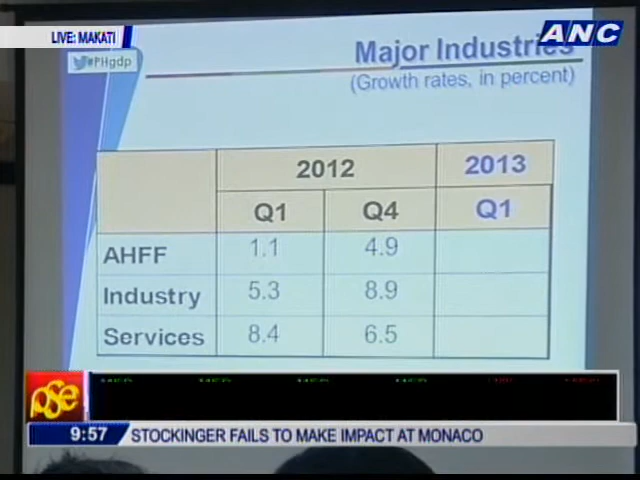 LIVE: MAKATI
ANC
#PHgdp
Major Industries
(Growth rates, in percent)
2012 2013
Q1 Q4 Q1
AHFF 1.1 4.9
Industry 5.3 8.9
Services 8.4 6.5
pse
9:57 STOCKINGER FAILS TO MAKE IMPACT AT MONACO